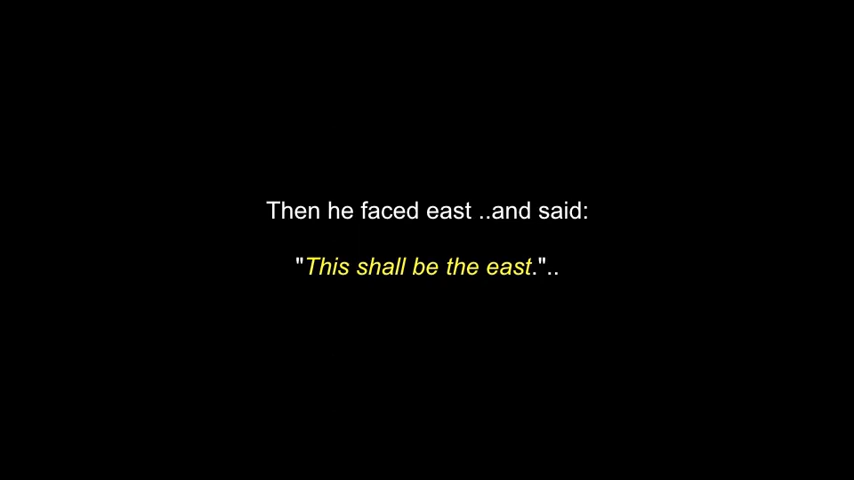 Then he faced east ..and said:
"This shall be the east."..